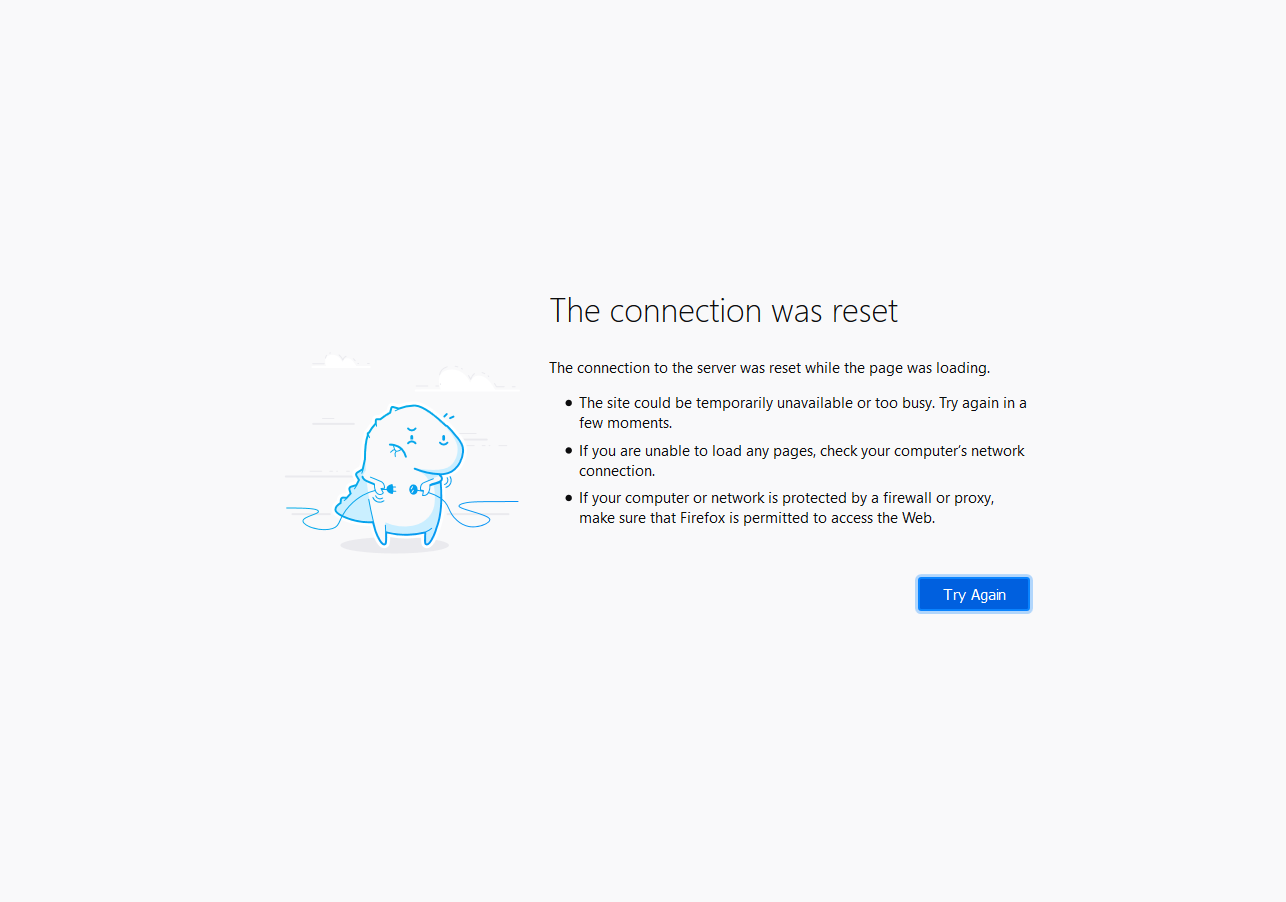 The connection was reset
The connection to the server was reset while the page was loading.
The site could be temporarily unavailable or too busy. Try again in a
few moments.
If you are unable to load any pages, check your computer’s network
connection.
If your computer or network is protected by a firewall or proxy,
make sure that Firefox is permitted to access the Web.
Try Again